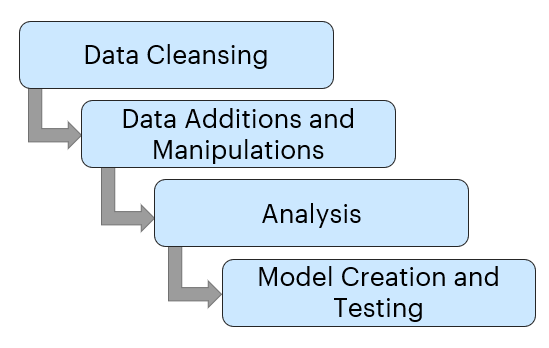 Data Cleansing
Data Additions and
Manipulations
Analysis
Model Creation and
Testing